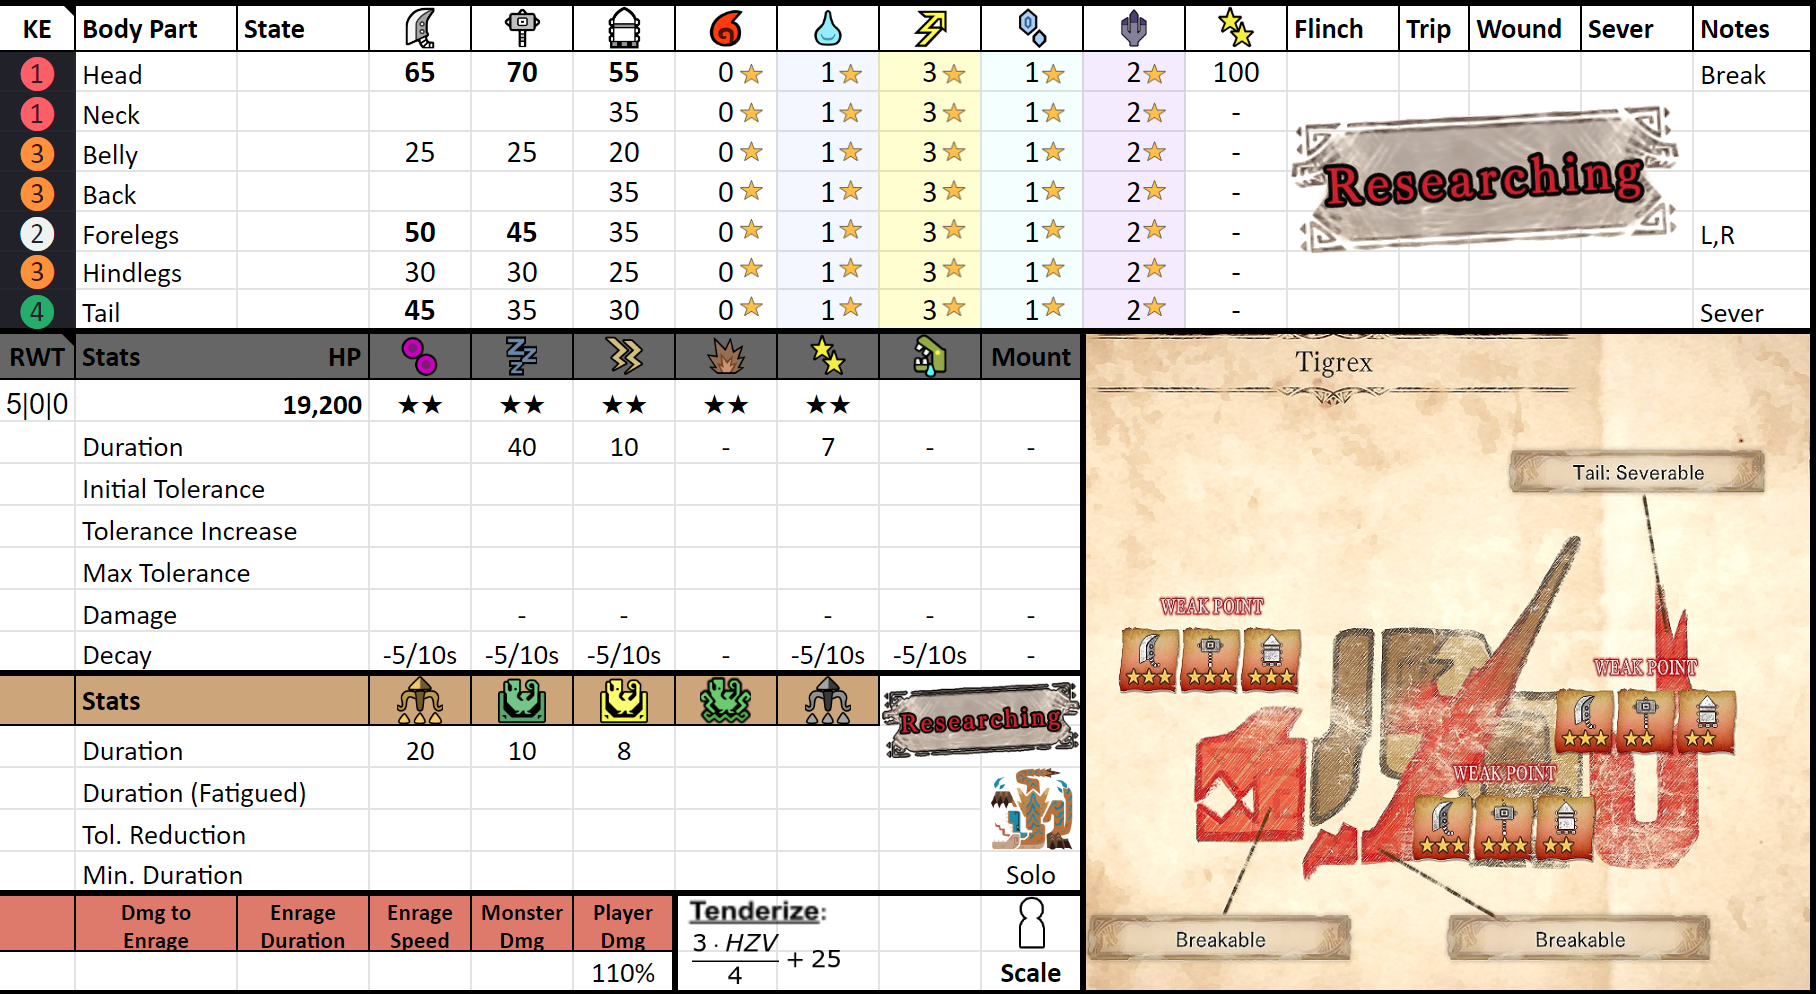 KE Body Part State Flinch Trip Wound Sever Notes
1 Head 65 70 55 0 1 3 1 2 100 Break
1 Neck 35 0 1 3 1 2 -
3 Belly 25 25 20 0 1 3 1 2 -
3 Back 35 0 1 3 1 2 -
2 Forelegs 50 45 35 0 1 3 1 2 - L,R
3 Hindlegs 30 30 25 0 1 3 1 2 -
4 Tail 45 35 30 0 1 3 1 2 - Sever
Researching
RWT Stats HP Mount
5|0|0 19,200 ★★ ★★ ★★ ★★ ★★
Duration 40 10 - 7 - -
Initial Tolerance
Tolerance Increase
Max Tolerance
Damage - - - - -
Decay -5/10s -5/10s -5/10s - -5/10s -5/10s -
Stats
Researching
Duration 20 10 8
Duration (Fatigued)
Tol. Reduction
Min. Duration Solo
Dmg to Enrage Enrage Monster Player
Enrage Duration Speed Dmg Dmg
110%
Tenderize:
3 · HZV
4
+ 25
Scale
Tigrex
Tail: Severable
WEAK POINT
WEAK POINT
WEAK POINT
Breakable
Breakable